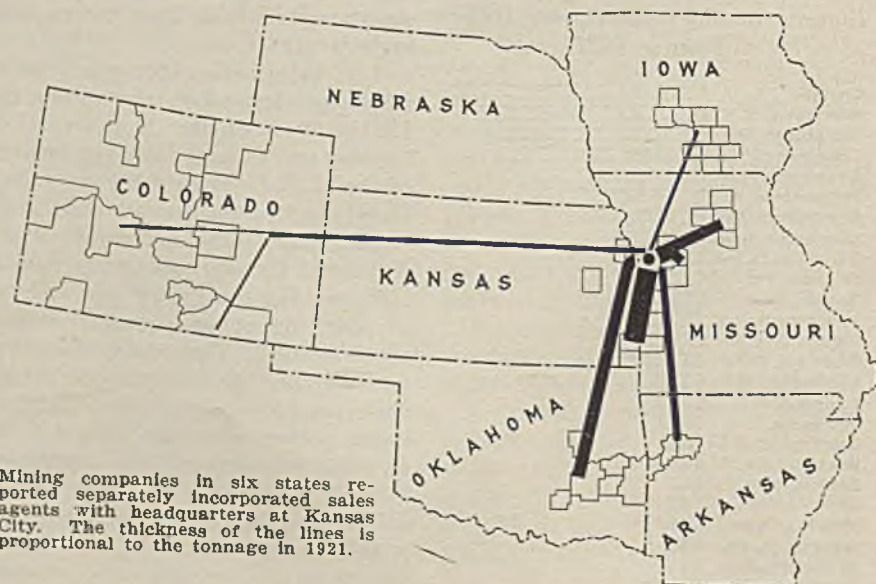 NEBRASKA
IOWA
COLORADO
KANSAS
MISSOURI
OKLAHOMA
ARKANSAS
Mining companies in six states re-
ported separately incorporated sales
agents with headquarters at Kansas
City. The thickness of the lines is
proportional to the tonnage in 1921.